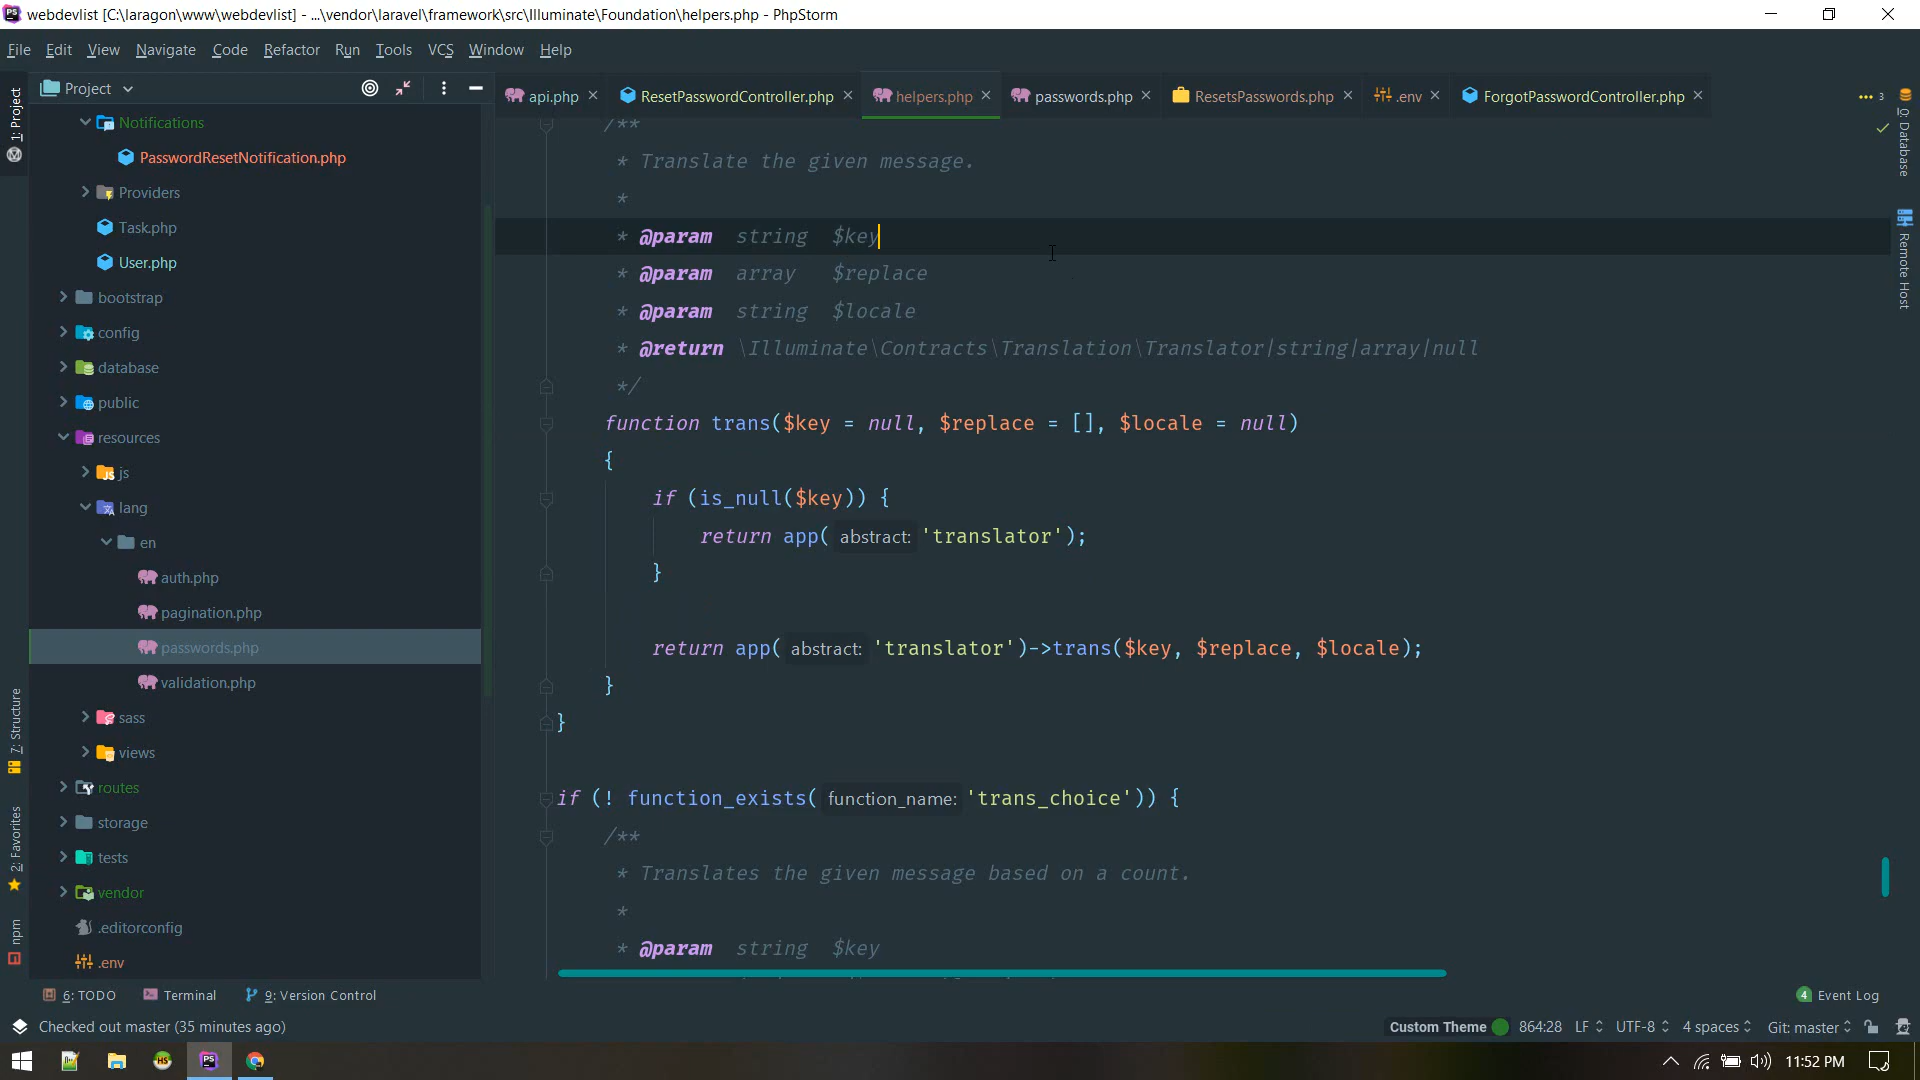 webdevlist [C:\laragon\www\webdevlist] - ...\vendor\laravel\framework\src\Illuminate\Foundation\helpers.php - PhpStorm
File Edit View Navigate Code Refactor Run Tools VCS Window Help
Project
api.php
ResetPasswordController.php
helpers.php
passwords.php
ResetsPasswords.php
.env
ForgotPasswordController.php
3
1: Project
7: Structure
2: Favorites
npm
Notifications
PasswordResetNotification.php
Providers
Task.php
User.php
bootstrap
config
database
public
resources
js
lang
en
auth.php
pagination.php
passwords.php
validation.php
sass
views
routes
storage
tests
vendor
.editorconfig
.env
/**
* Translate the given message.
*
* @param  string  $key
* @param  array   $replace
* @param  string  $locale
* @return \Illuminate\Contracts\Translation\Translator|string|array|null
*/
function trans($key = null, $replace = [], $locale = null)
{
if (is_null($key)) {
return app( abstract: 'translator');
}
return app( abstract: 'translator')->trans($key, $replace, $locale);
}
}
if (! function_exists( function_name: 'trans_choice')) {
/**
* Translates the given message based on a count.
*
* @param  string  $key
Database
Remote Host
6: TODO
Terminal
9: Version Control
4 Event Log
Checked out master (35 minutes ago)
Custom Theme 864:28 LF UTF-8 4 spaces Git: master
HS
PS
11:52 PM